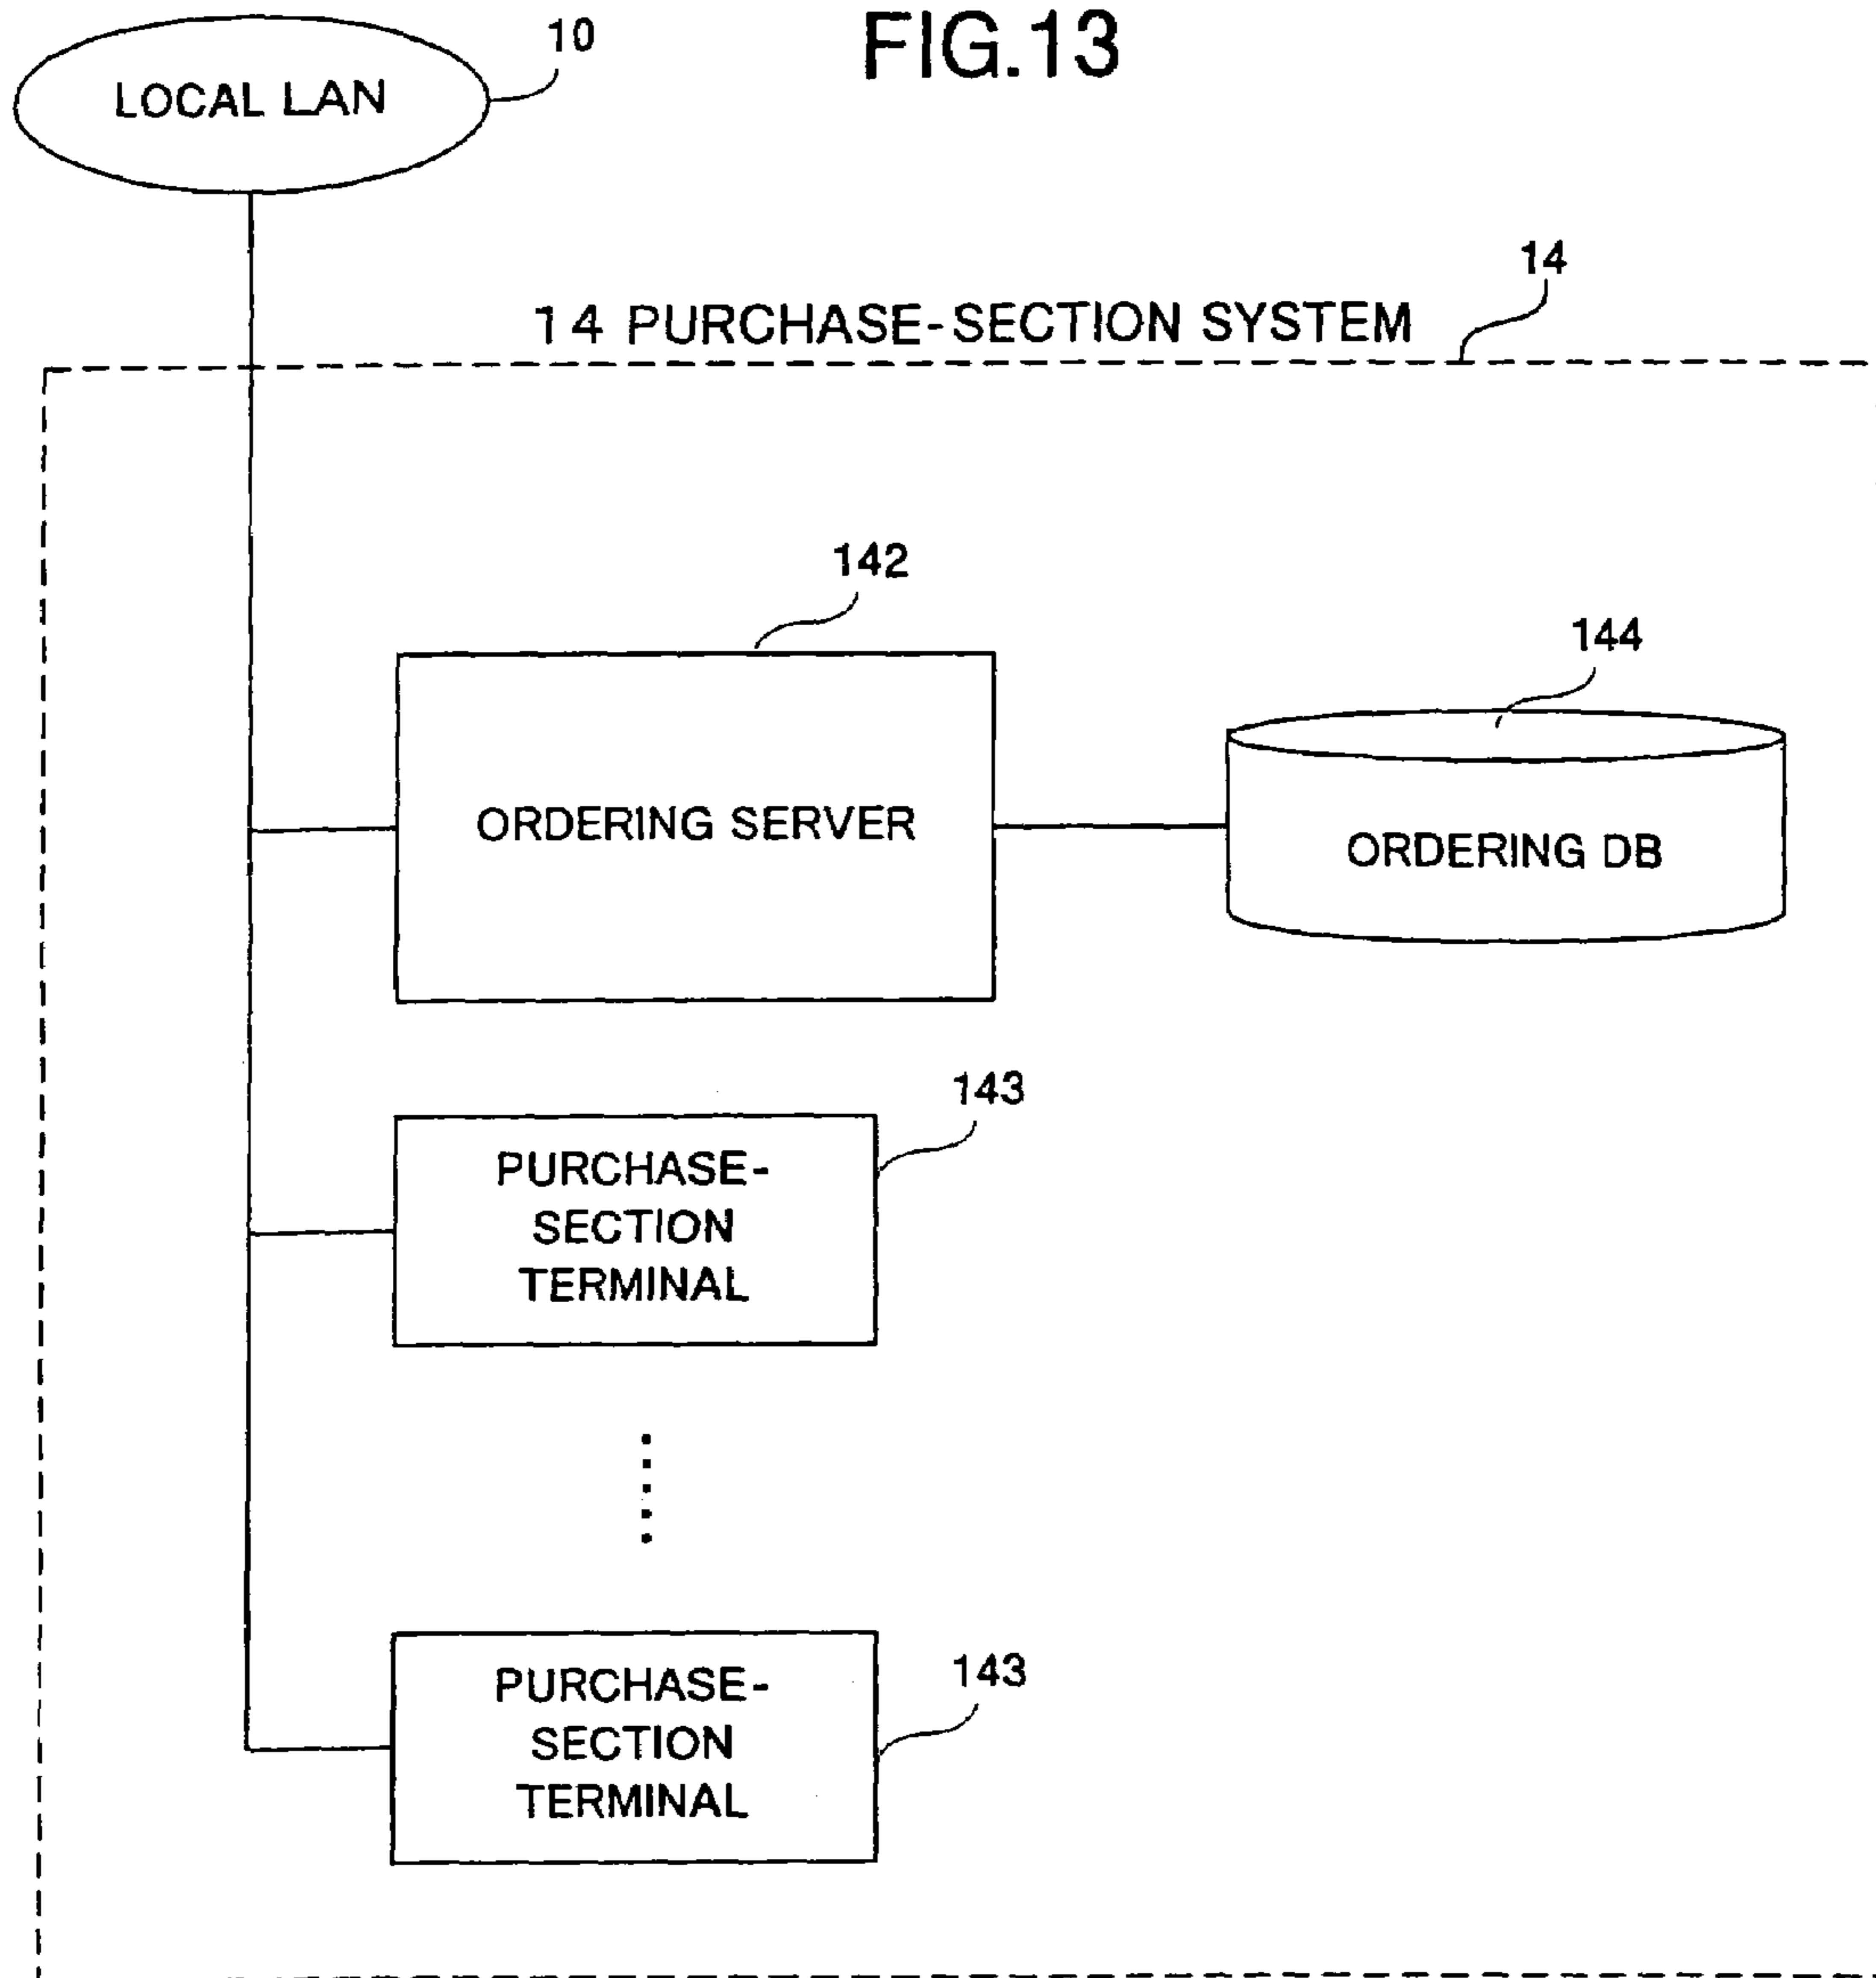 FIG.13
10
LOCAL LAN
14
14 PURCHASE-SECTION SYSTEM
142
144
ORDERING SERVER
ORDERING DB
143
PURCHASE-
SECTION
TERMINAL
143
PURCHASE-
SECTION
TERMINAL